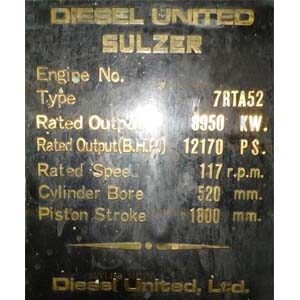 DIESEL UNITED
SULZER
Engine No.
Type 7RTA52
Rated Output 8950 KW.
Rated Output(B.H.P.) 12170 PS.
Rated Speed 117 r.p.m.
Cylinder Bore 520 mm.
Piston Stroke 1800 mm.
Diesel United, Ltd.